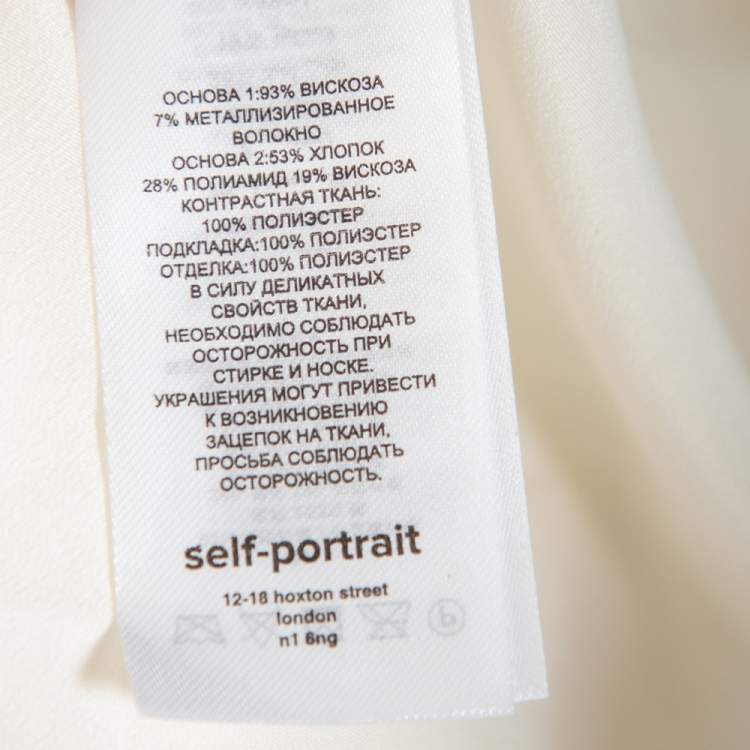 ОСНОВА 1:93% ВИСКОЗА
7% МЕТАЛЛИЗИРОВАННОЕ
ВОЛОКНО
ОСНОВА 2:53% ХЛОПОК
28% ПОЛИАМИД 19% ВИСКОЗА
КОНТРАСТНАЯ ТКАНЬ:
100% ПОЛИЭСТЕР
ПОДКЛАДКА:100% ПОЛИЭСТЕР
ОТДЕЛКА:100% ПОЛИЭСТЕР
В СИЛУ ДЕЛИКАТНЫХ
СВОЙСТВ ТКАНИ,
НЕОБХОДИМО СОБЛЮДАТЬ
ОСТОРОЖНОСТЬ ПРИ
СТИРКЕ И НОСКЕ.
УКРАШЕНИЯ МОГУТ ПРИВЕСТИ
К ВОЗНИКНОВЕНИЮ
ЗАЦЕПОК НА ТКАНИ,
ПРОСЬБА СОБЛЮДАТЬ
ОСТОРОЖНОСТЬ.
self-portrait
12-18 hoxton street
london
n1 6ng